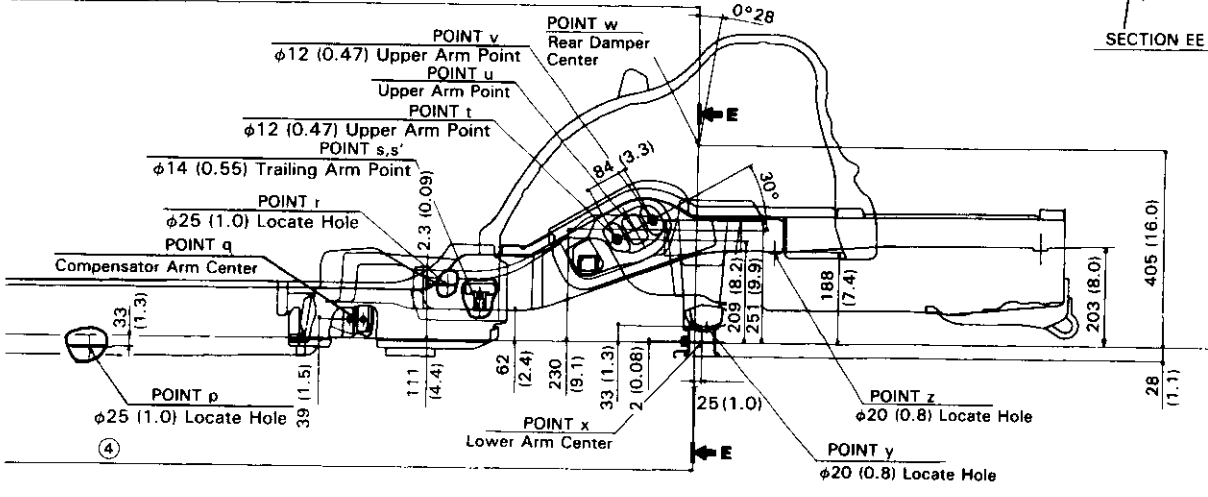 0°28
SECTION EE
POINT w
Rear Damper
Center
POINT v
φ12 (0.47) Upper Arm Point
POINT u
Upper Arm Point
POINT t
φ12 (0.47) Upper Arm Point
POINT s,s'
φ14 (0.55) Trailing Arm Point
POINT r
φ25 (1.0) Locate Hole
POINT q
Compensator Arm Center
E
84 (3.3)
30°
2.3 (0.09)
33
(1.3)
39 (1.5)
111
(4.4)
62
(2.4)
230
(9.1)
33 (1.3)
2 (0.08)
209 (8.2)
251 (9.9)
188
(7.4)
203 (8.0)
405 (16.0)
28
(1.1)
25 (1.0)
POINT p
φ25 (1.0) Locate Hole
POINT x
Lower Arm Center
POINT z
φ20 (0.8) Locate Hole
POINT y
φ20 (0.8) Locate Hole
E
④